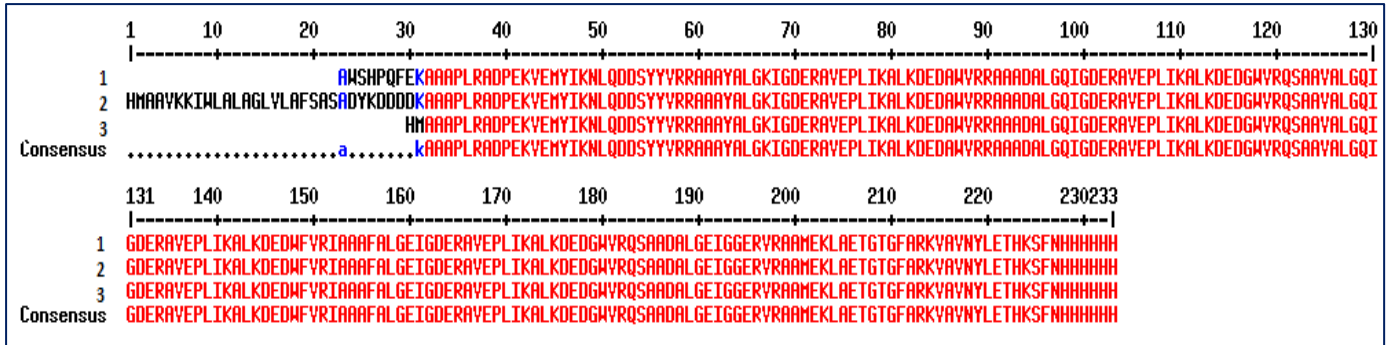 1 10 20 30 40 50 60 70 80 90 100 110 120 130
|--------+---------+---------+---------+---------+---------+---------+---------+---------+---------+---------+---------+---------|
1 AWSHPQFEKAAAPLRADPEKVEMYIKNLQDDSYYVRRAAAYALGKIGDERAVEPLIKALKDEDAWVRRAAADALGQIGDERAVEPLIKALKDEDGWVRQSAAVALGQI
2 HMAAVKKIWLALAGLVLAFSASADYKDDDDKAAAPLRADPEKVEMYIKNLQDDSYYVRRAAAYALGKIGDERAVEPLIKALKDEDAWVRRAAADALGQIGDERAVEPLIKALKDEDGWVRQSAAVALGQI
3 HMAAAPLRADPEKVEMYIKNLQDDSYYVRRAAAYALGKIGDERAVEPLIKALKDEDAWVRRAAADALGQIGDERAVEPLIKALKDEDGWVRQSAAVALGQI
Consensus ......................a.......kAAAPLRADPEKVEMYIKNLQDDSYYVRRAAAYALGKIGDERAVEPLIKALKDEDAWVRRAAADALGQIGDERAVEPLIKALKDEDGWVRQSAAVALGQI
131 140 150 160 170 180 190 200 210 220 230233
|--------+---------+---------+---------+---------+---------+---------+---------+---------+---------+--|
1 GDERAVEPLIKALKDEDWFVRIAAAFALGEIGDERAVEPLIKALKDEDGWVRQSAADALGEIGGERVRAAMEKLAETGTGFARKVAVNYLETHKSFNHHHHHH
2 GDERAVEPLIKALKDEDWFVRIAAAFALGEIGDERAVEPLIKALKDEDGWVRQSAADALGEIGGERVRAAMEKLAETGTGFARKVAVNYLETHKSFNHHHHHH
3 GDERAVEPLIKALKDEDWFVRIAAAFALGEIGDERAVEPLIKALKDEDGWVRQSAADALGEIGGERVRAAMEKLAETGTGFARKVAVNYLETHKSFNHHHHHH
Consensus GDERAVEPLIKALKDEDWFVRIAAAFALGEIGDERAVEPLIKALKDEDGWVRQSAADALGEIGGERVRAAMEKLAETGTGFARKVAVNYLETHKSFNHHHHHH